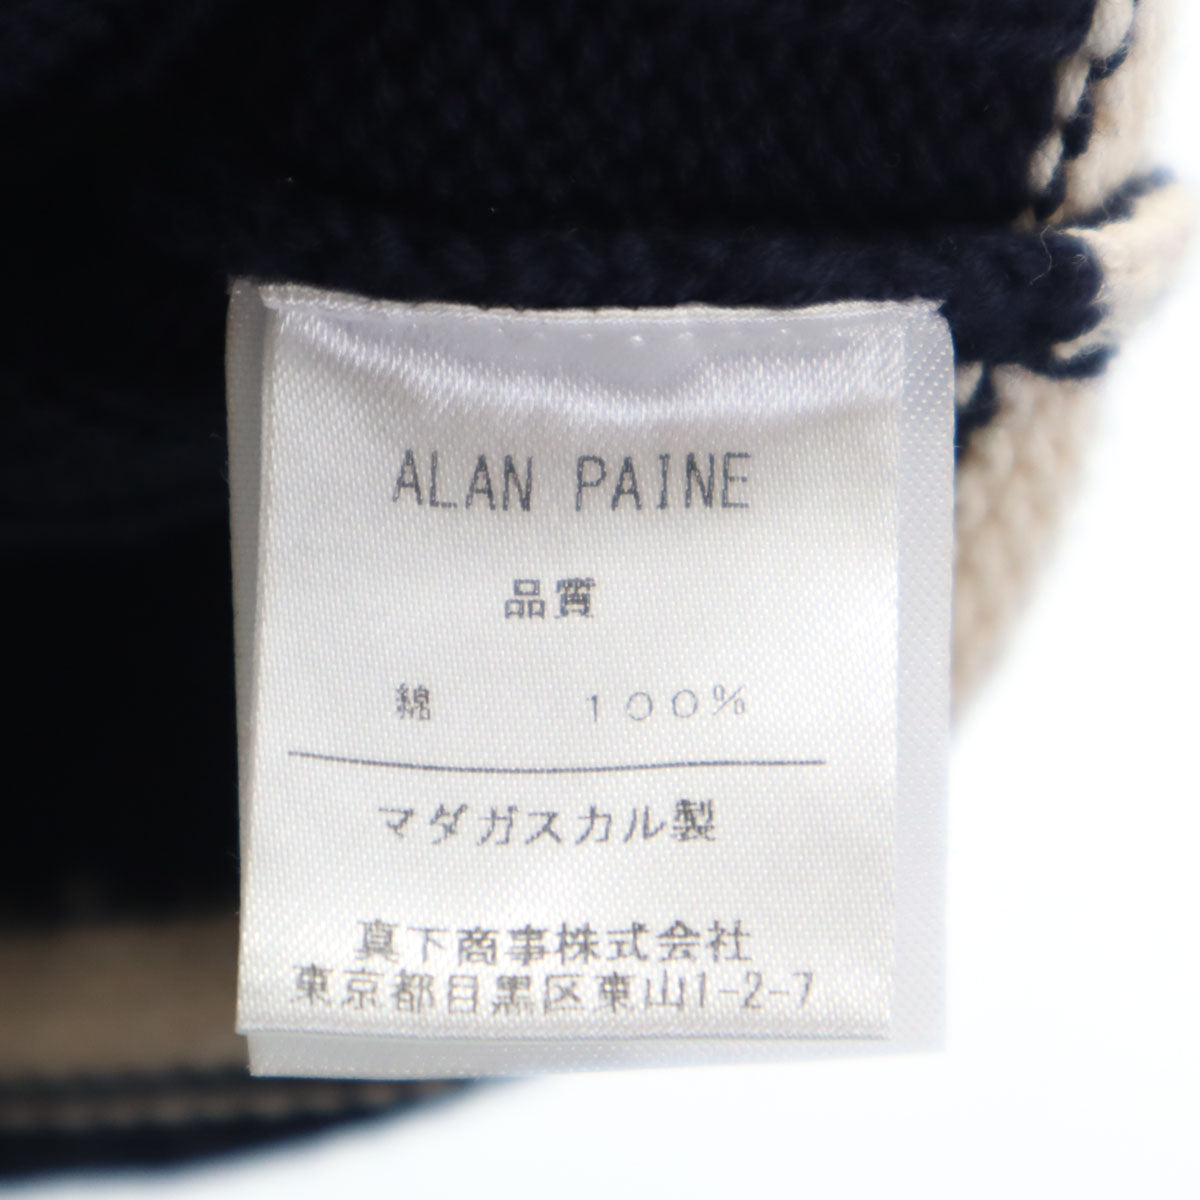 ALAN PAINE
品質
綿 100%
マダガスカル製
真下商事株式会社
東京都目黒区東山1-2-7